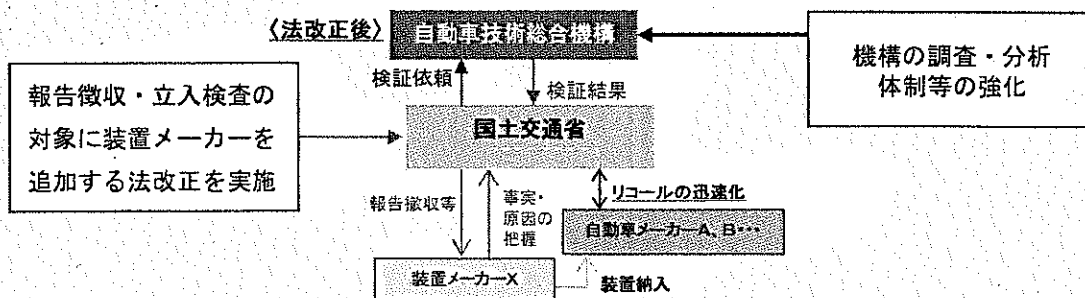 〈法改正後〉
自動車技術総合機構
機構の調査・分析
体制等の強化
検証依頼
検証結果
報告徴収・立入検査の
対象に装置メーカーを
追加する法改正を実施
国土交通省
報告徴収等
事実・
原因の
把握
リコールの迅速化
自動車メーカーA、B…
装置メーカーX
装置納入